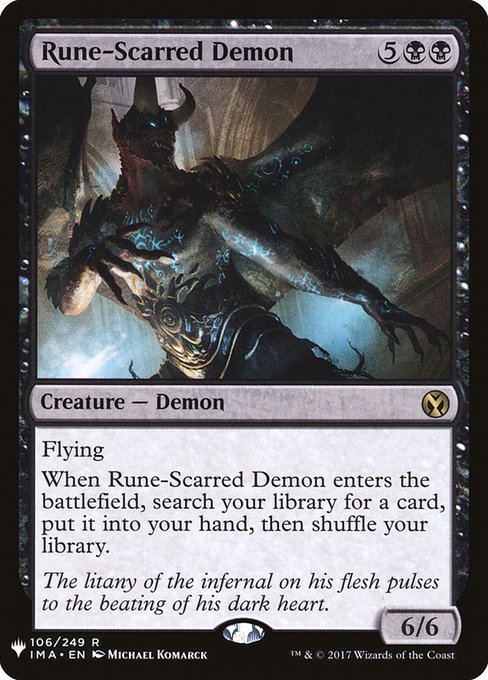 Rune-Scarred Demon 5
Creature — Demon
Flying
When Rune-Scarred Demon enters the
battlefield, search your library for a card,
put it into your hand, then shuffle your
library.
The litany of the infernal on his flesh pulses
to the beating of his dark heart.
6/6
106/249 R
IMA • EN Michael Komarck
™ & © 2017 Wizards of the Coast